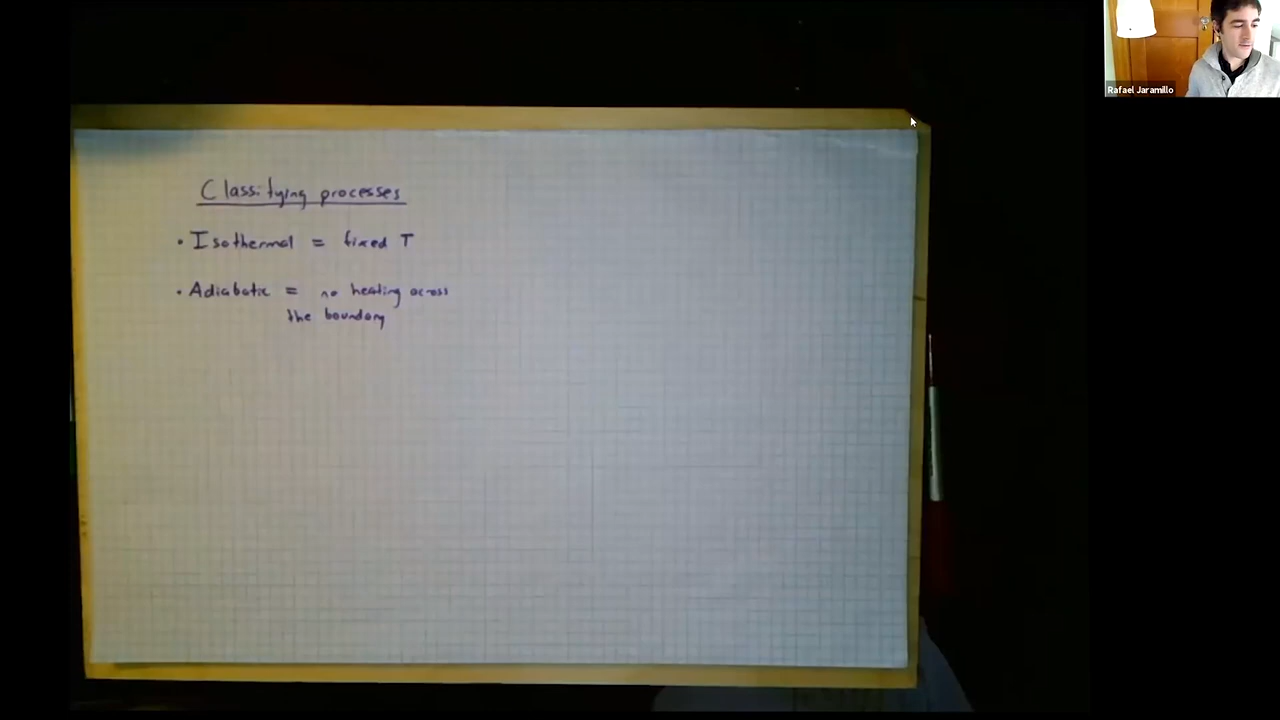 Rafael Jaramillo
Classifying processes
• Isothermal = fixed T
• Adiabatic = no heating across
the boundary